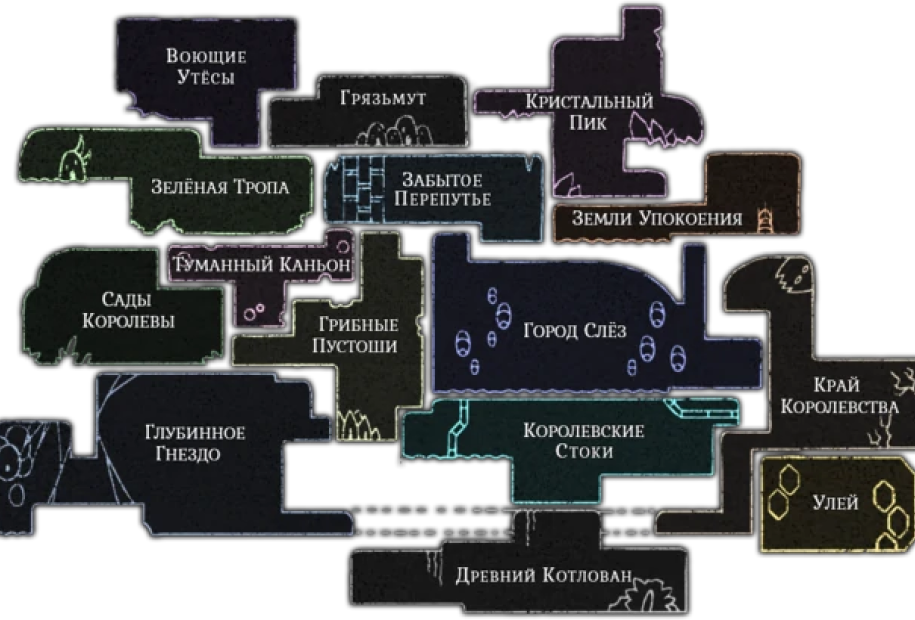 Воющие
Утёсы
Грязьмут
Кристальный
Пик
Зелёная Тропа
Забытое
Перепутье
Земли Упокоения
Туманный Каньон
Сады
Королевы
Грибные
Пустоши
Город Слёз
Край
Королевства
Глубинное
Гнездо
Королевские
Стоки
Улей
Древний Котлован